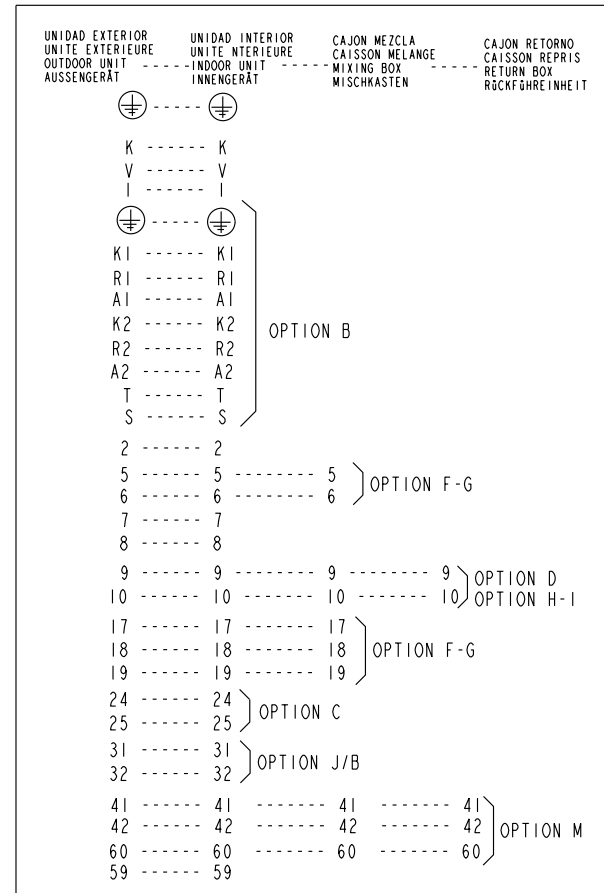 UNIDAD EXTERIOR
UNITE EXTERIEURE
OUTDOOR UNIT
AUSSENGERÄT
UNIDAD INTERIOR
UNITE NTERIEURE
INDOOR UNIT
INNENGERÄT
CAJON MEZCLA
CAISSON MELANGE
MIXING BOX
MISCHKASTEN
CAJON RETORNO
CAISSON REPRIS
RETURN BOX
RÜCKFÜHREINHEIT
K ------ K
V ------ V
I ------ I
K1 ------ K1
R1 ------ R1
A1 ------ A1
K2 ------ K2
R2 ------ R2
A2 ------ A2
T ------ T
S ------ S
OPTION B
2 ------ 2
5 ------ 5 -------- 5
6 ------ 6 -------- 6
OPTION F-G
7 ------ 7
8 ------ 8
9 ------ 9 -------- 9 -------- 9
10 ------ 10 ------- 10 ------- 10
OPTION D
OPTION H-I
17 ------ 17 ------- 17
18 ------ 18 ------- 18
19 ------ 19 ------- 19
OPTION F-G
24 ------ 24
25 ------ 25
OPTION C
31 ------ 31
32 ------ 32
OPTION J/B
41 ------ 41 ------- 41 ------- 41
42 ------ 42 ------- 42 ------- 42
60 ------ 60 ------- 60 ------- 60
OPTION M
59 ------ 59